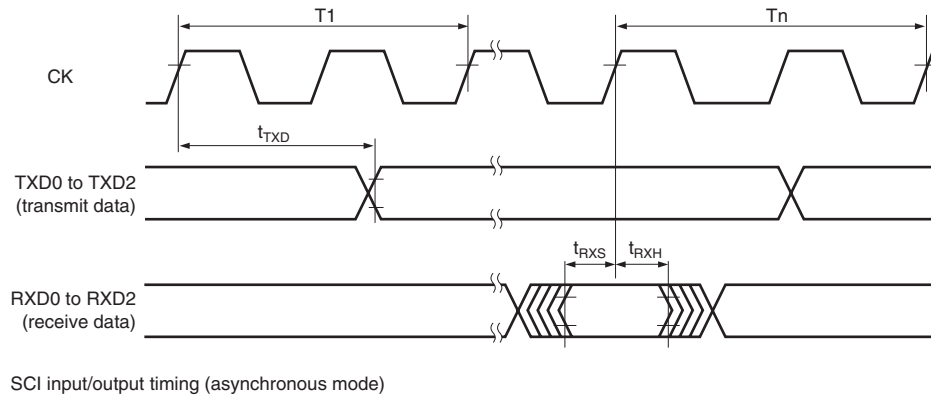 T1
Tn
CK
tTXD
TXD0 to TXD2
(transmit data)
tRXS
tRXH
RXD0 to RXD2
(receive data)
SCI input/output timing (asynchronous mode)